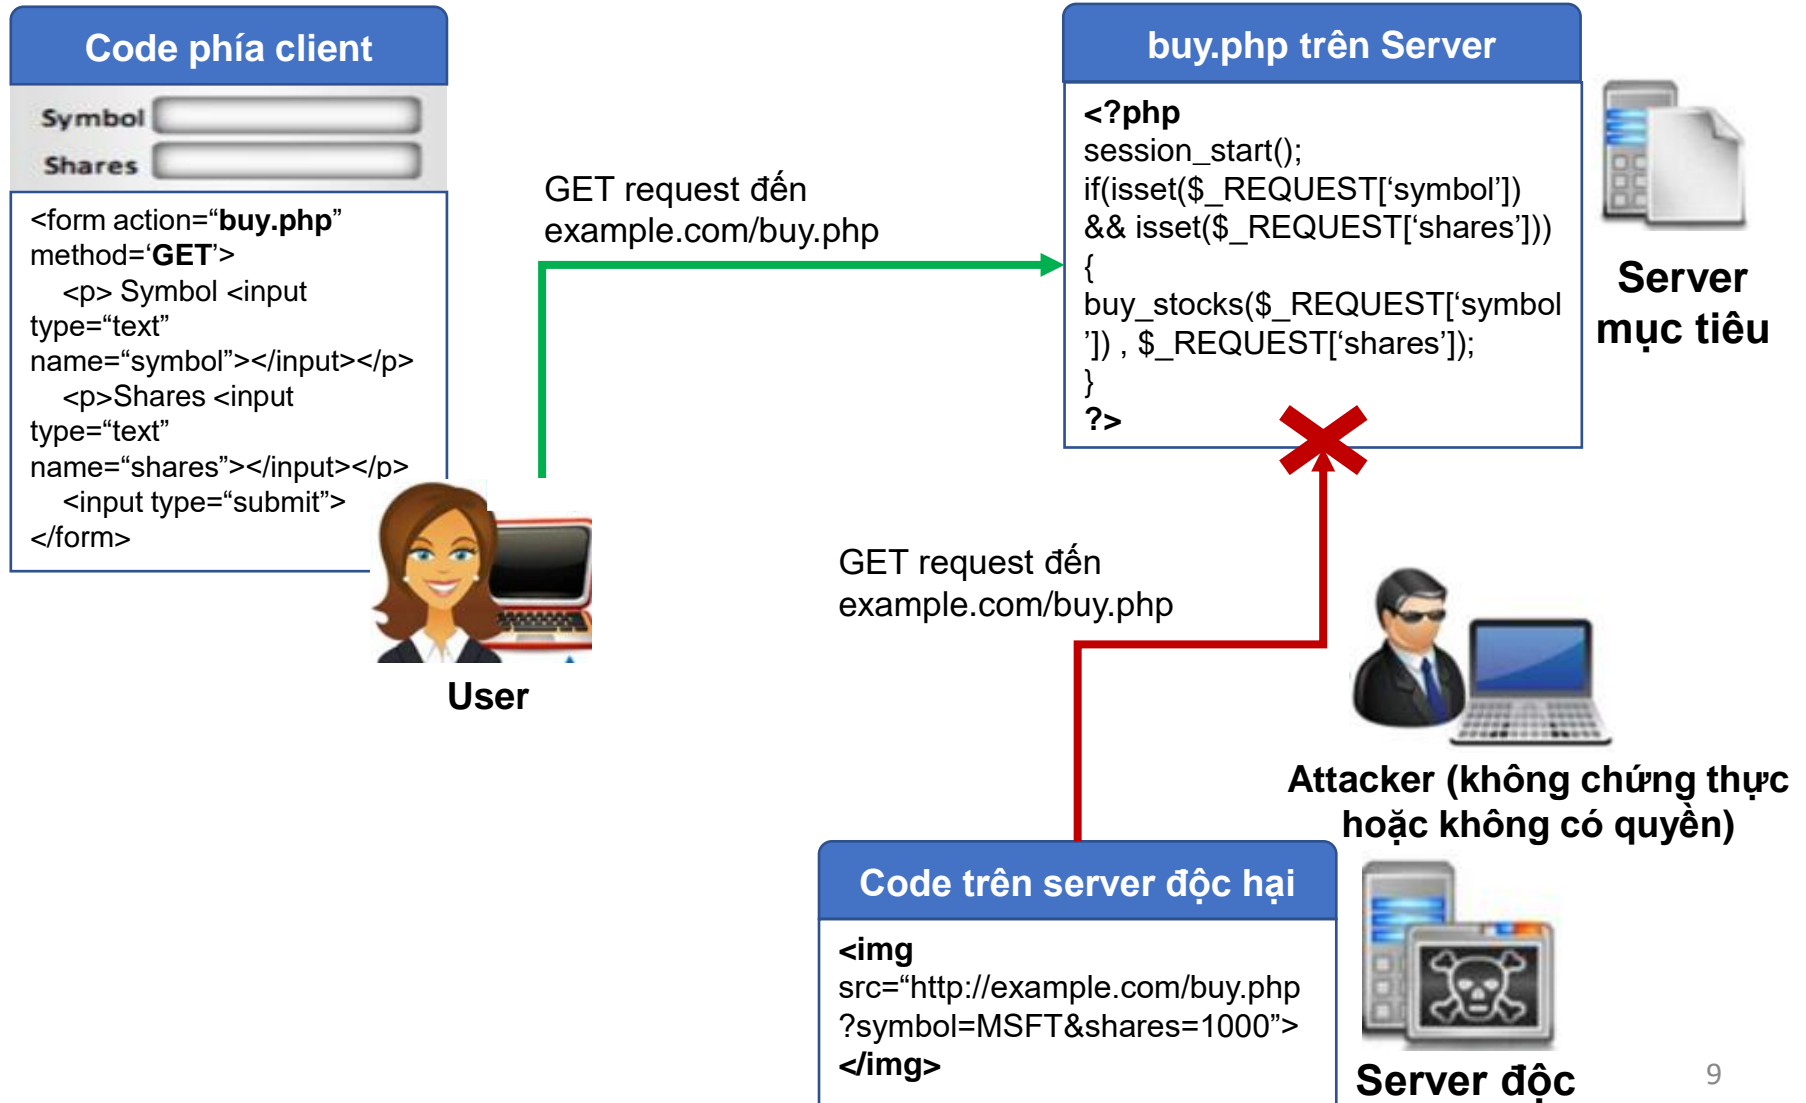 Code phía client
Symbol
Shares
<form action=“buy.php”
method=‘GET’>
<p> Symbol <input
type=“text”
name=“symbol”></input></p>
<p>Shares <input
type=“text”
name=“shares”></input></p>
<input type=“submit”>
</form>
User
GET request đến
example.com/buy.php
buy.php trên Server
<?php
session_start();
if(isset($_REQUEST[‘symbol’])
&& isset($_REQUEST[‘shares’]))
{
buy_stocks($_REQUEST[‘symbol
’]) , $_REQUEST[‘shares’]);
}
?>
Server
mục tiêu
GET request đến
example.com/buy.php
Attacker (không chứng thực
hoặc không có quyền)
Code trên server độc hại
<img
src=“http://example.com/buy.php
?symbol=MSFT&shares=1000”>
</img>
Server độc
9